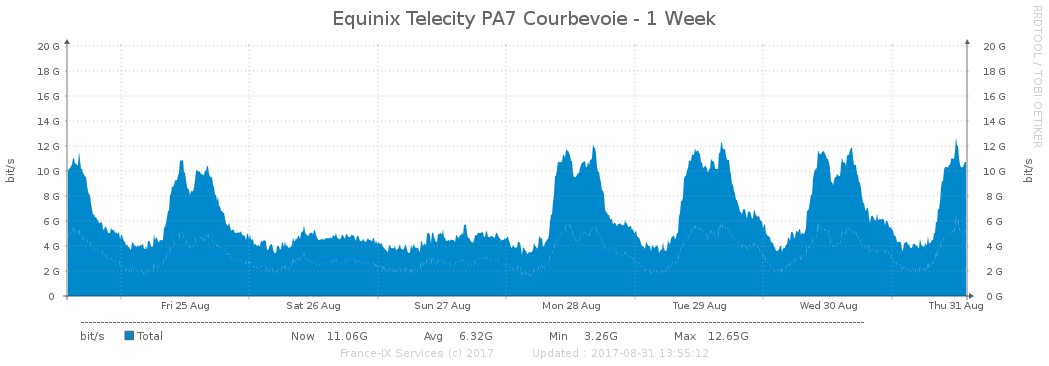 Equinix Telecity PA7 Courbevoie - 1 Week
RRDTOOL / TOBI OETIKER
bit/s
20 G 20 G
18 G 18 G
16 G 16 G
14 G 14 G
12 G 12 G
10 G 10 G
8 G 8 G
6 G 6 G
4 G 4 G
2 G 2 G
0 0 G
bit/s
Fri 25 Aug Sat 26 Aug Sun 27 Aug Mon 28 Aug Tue 29 Aug Wed 30 Aug Thu 31 Aug
bit/s Total Now 11.06G Avg 6.32G Min 3.26G Max 12.65G
France-IX Services (c) 2017 Updated : 2017-08-31 13:55:12